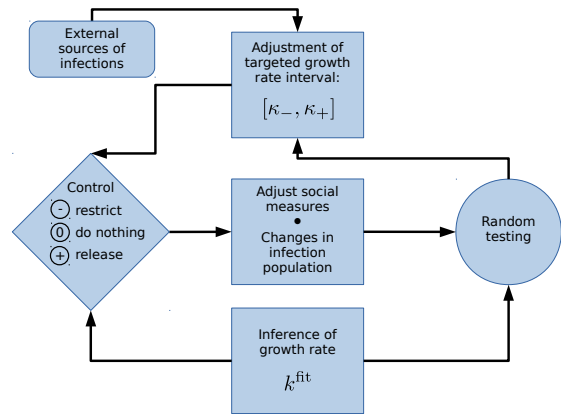 External
sources of
infections
Adjustment of
targeted growth
rate interval:
[κ₋, κ₊]
Control
- restrict
0 do nothing
+ release
Adjust social
measures
•
Changes in
infection
population
Random
testing
Inference of
growth rate
k^fit